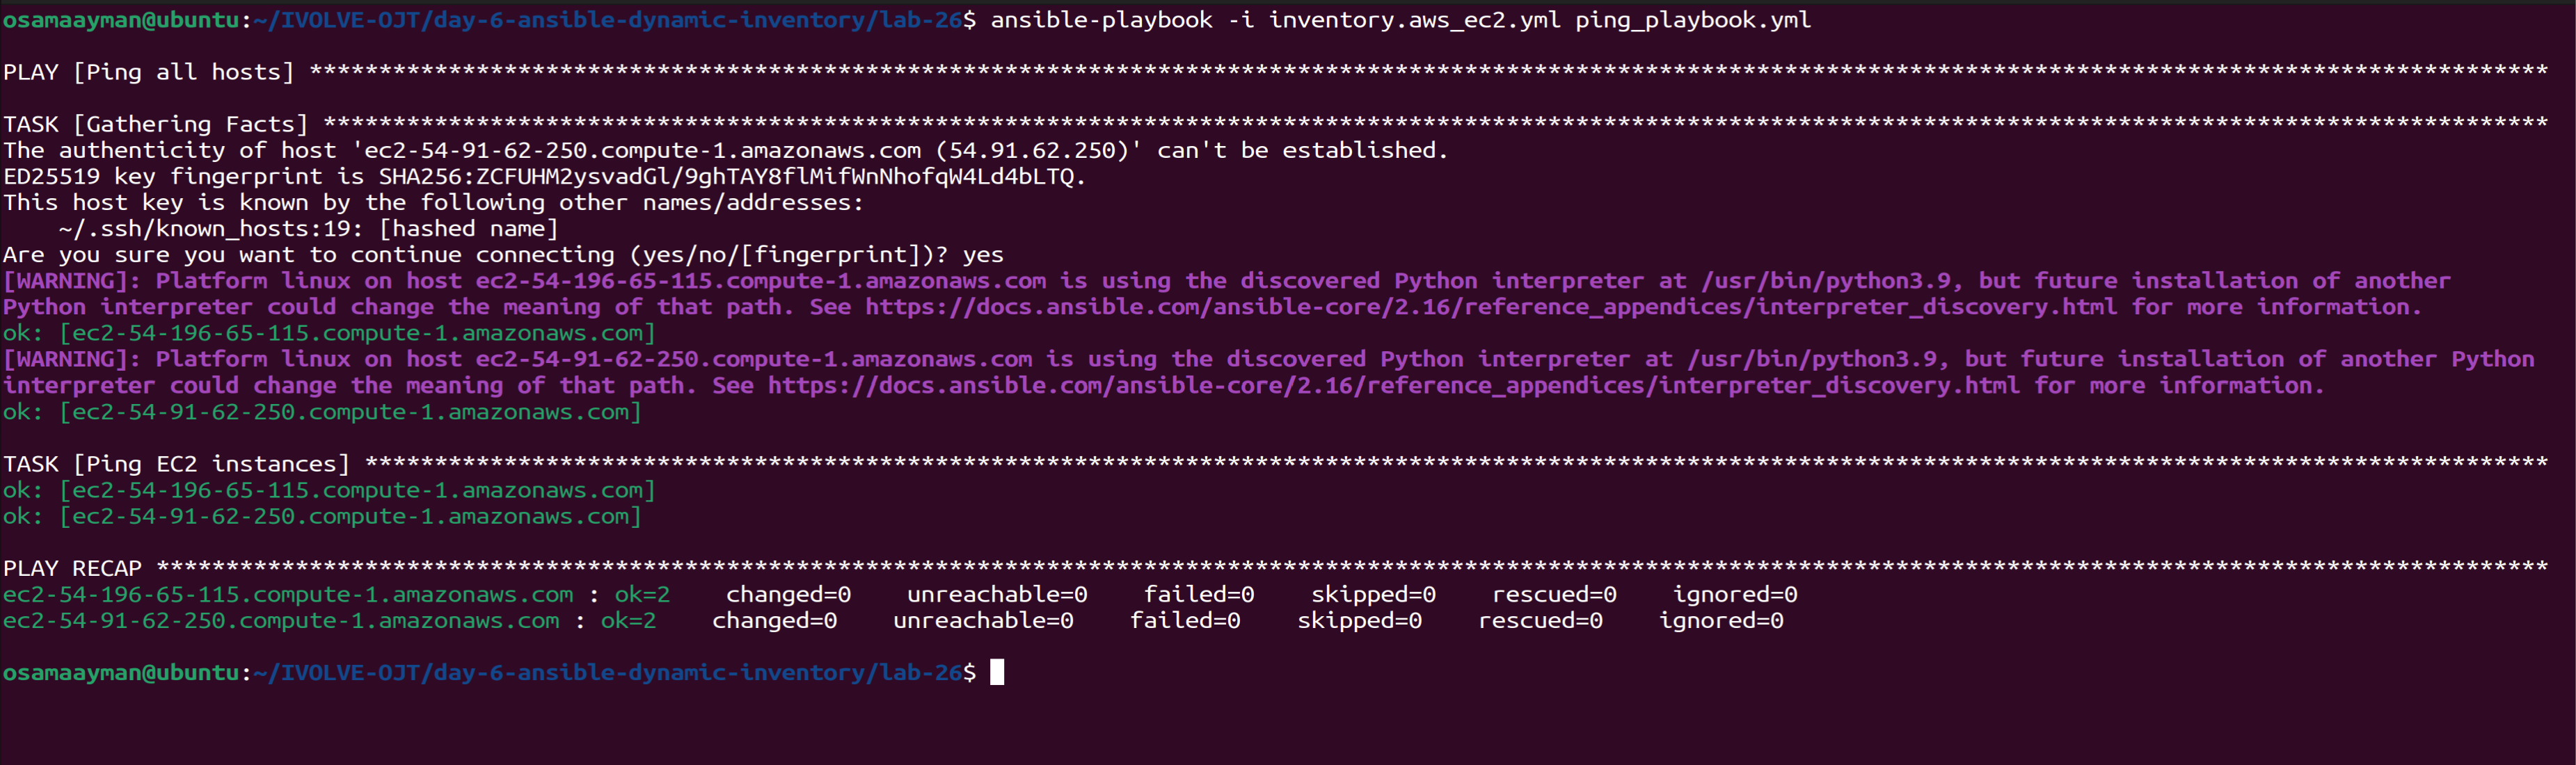 osamaayman@ubuntu:~/IVOLVE-OJT/day-6-ansible-dynamic-inventory/lab-26$ ansible-playbook -i inventory.aws_ec2.yml ping_playbook.yml
PLAY [Ping all hosts] *****************************************************************************************************************************************************************
TASK [Gathering Facts] ****************************************************************************************************************************************************************
The authenticity of host 'ec2-54-91-62-250.compute-1.amazonaws.com (54.91.62.250)' can't be established.
ED25519 key fingerprint is SHA256:ZCFUHM2ysvadGl/9ghTAY8flMifWnNhofqW4Ld4bLTQ.
This host key is known by the following other names/addresses:
    ~/.ssh/known_hosts:19: [hashed name]
Are you sure you want to continue connecting (yes/no/[fingerprint])? yes
[WARNING]: Platform linux on host ec2-54-196-65-115.compute-1.amazonaws.com is using the discovered Python interpreter at /usr/bin/python3.9, but future installation of another
Python interpreter could change the meaning of that path. See https://docs.ansible.com/ansible-core/2.16/reference_appendices/interpreter_discovery.html for more information.
ok: [ec2-54-196-65-115.compute-1.amazonaws.com]
[WARNING]: Platform linux on host ec2-54-91-62-250.compute-1.amazonaws.com is using the discovered Python interpreter at /usr/bin/python3.9, but future installation of another Python
interpreter could change the meaning of that path. See https://docs.ansible.com/ansible-core/2.16/reference_appendices/interpreter_discovery.html for more information.
ok: [ec2-54-91-62-250.compute-1.amazonaws.com]
TASK [Ping EC2 instances] *************************************************************************************************************************************************************
ok: [ec2-54-196-65-115.compute-1.amazonaws.com]
ok: [ec2-54-91-62-250.compute-1.amazonaws.com]
PLAY RECAP ****************************************************************************************************************************************************************************
ec2-54-196-65-115.compute-1.amazonaws.com : ok=2    changed=0    unreachable=0    failed=0    skipped=0    rescued=0    ignored=0
ec2-54-91-62-250.compute-1.amazonaws.com : ok=2    changed=0    unreachable=0    failed=0    skipped=0    rescued=0    ignored=0
osamaayman@ubuntu:~/IVOLVE-OJT/day-6-ansible-dynamic-inventory/lab-26$